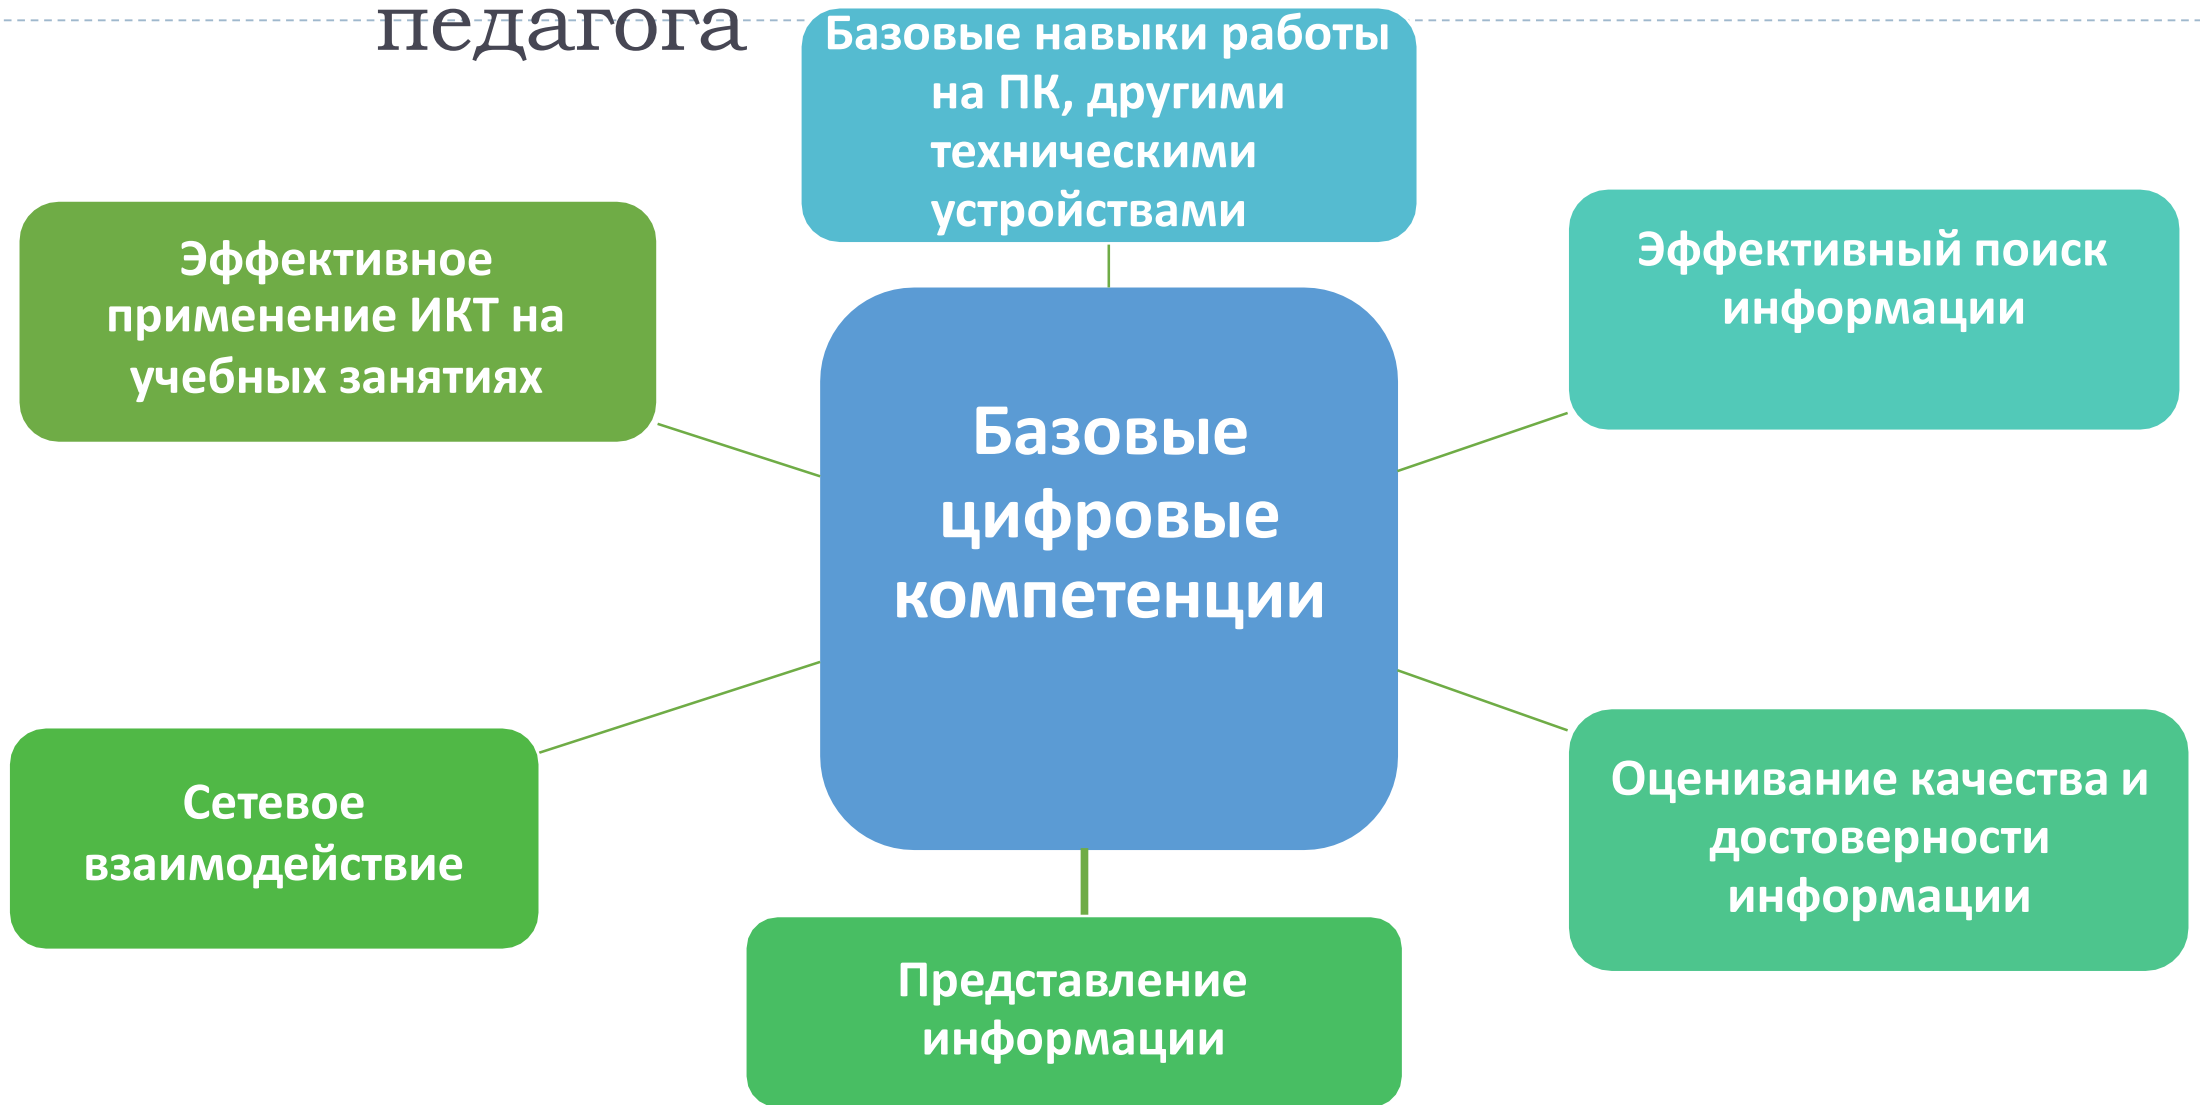 педагога
Базовые навыки работы
на ПК, другими
техническими
устройствами
Эффективное
применение ИКТ на
учебных занятиях
Эффективный поиск
информации
Базовые
цифровые
компетенции
Сетевое
взаимодействие
Оценивание качества и
достоверности
информации
Представление
информации